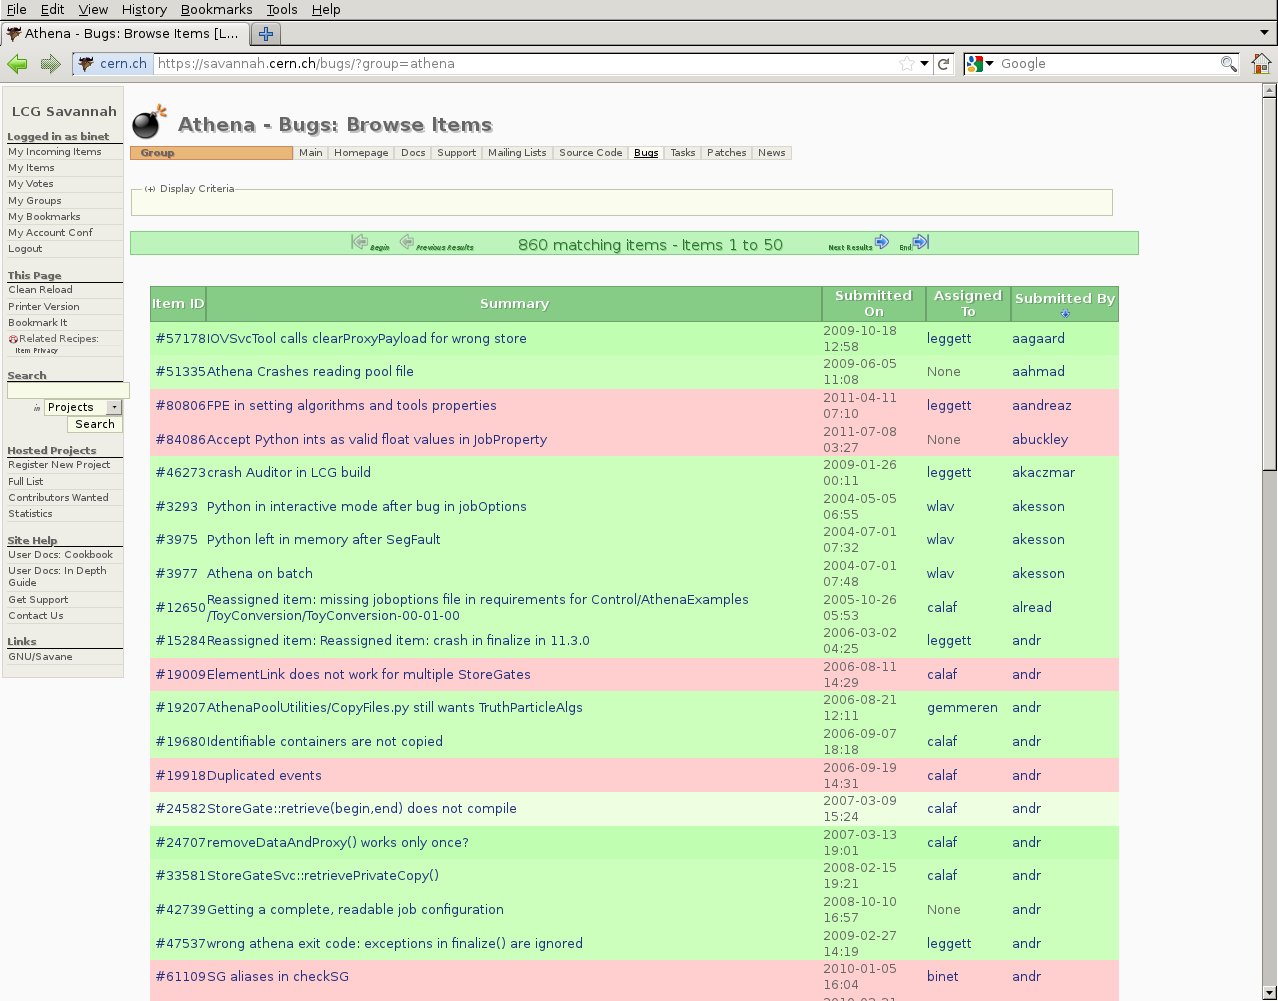 File Edit View History Bookmarks Tools Help
Athena - Bugs: Browse Items [L...
cern.ch https://savannah.cern.ch/bugs/?group=athena Google
LCG Savannah
Logged in as binet
My Incoming Items
My Items
My Votes
My Groups
My Bookmarks
My Account Conf
Logout
This Page
Clean Reload
Printer Version
Bookmark It
Related Recipes:
Item Privacy
Search
in Projects
Search
Hosted Projects
Register New Project
Full List
Contributors Wanted
Statistics
Site Help
User Docs: Cookbook
User Docs: In Depth
Guide
Get Support
Contact Us
Links
GNU/Savane
Athena - Bugs: Browse Items
Group Main Homepage Docs Support Mailing Lists Source Code Bugs Tasks Patches News
(+) Display Criteria
Begin Previous Results 860 matching items - Items 1 to 50 Next Results End
Item ID Summary Submitted On Assigned To Submitted By
#57178 IOVSvcTool calls clearProxyPayload for wrong store 2009-10-18 12:58 leggett aagaard
#51335 Athena Crashes reading pool file 2009-06-05 11:08 None aahmad
#80806 FPE in setting algorithms and tools properties 2011-04-11 07:10 leggett aandreaz
#84086 Accept Python ints as valid float values in JobProperty 2011-07-08 03:27 None abuckley
#46273 crash Auditor in LCG build 2009-01-26 00:11 leggett akaczmar
#3293 Python in interactive mode after bug in jobOptions 2004-05-05 06:55 wlav akesson
#3975 Python left in memory after SegFault 2004-07-01 07:32 wlav akesson
#3977 Athena on batch 2004-07-01 07:48 wlav akesson
#12650 Reassigned item: missing joboptions file in requirements for Control/AthenaExamples
/ToyConversion/ToyConversion-00-01-00 2005-10-26 05:53 calaf alread
#15284 Reassigned item: Reassigned item: crash in finalize in 11.3.0 2006-03-02 04:25 leggett andr
#19009 ElementLink does not work for multiple StoreGates 2006-08-11 14:29 calaf andr
#19207 AthenaPoolUtilities/CopyFiles.py still wants TruthParticleAlgs 2006-08-21 12:11 gemmeren andr
#19680 Identifiable containers are not copied 2006-09-07 18:18 calaf andr
#19918 Duplicated events 2006-09-19 14:31 calaf andr
#24582 StoreGate::retrieve(begin,end) does not compile 2007-03-09 15:24 calaf andr
#24707 removeDataAndProxy() works only once? 2007-03-13 19:01 calaf andr
#33581 StoreGateSvc::retrievePrivateCopy() 2008-02-15 19:21 calaf andr
#42739 Getting a complete, readable job configuration 2008-10-10 16:57 None andr
#47537 wrong athena exit code: exceptions in finalize() are ignored 2009-02-27 14:19 leggett andr
#61109 SG aliases in checkSG 2010-01-05 16:04 binet andr